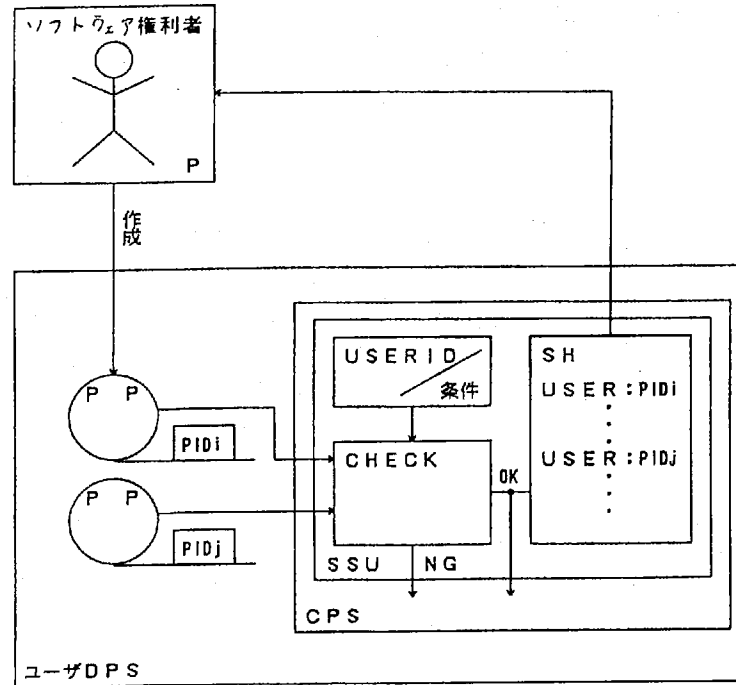 ソフトウェア権利者
P
作成
USERID
条件
SH
USER:PIDi
P P
PIDi
CHECK
OK
USER:PIDj
P P
PIDj
SSU
NG
CPS
ユーザDPS